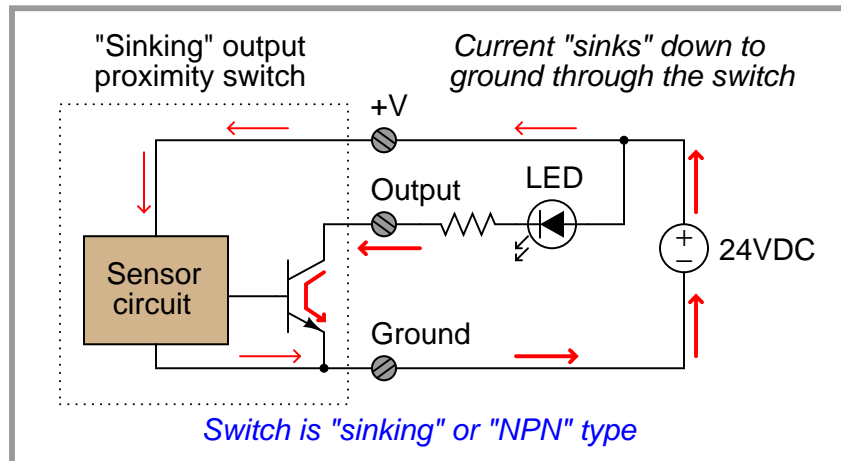 "Sinking" output
proximity switch
Current "sinks" down to
ground through the switch
+V
Output
LED
Sensor
circuit
+
−
24VDC
Ground
Switch is "sinking" or "NPN" type